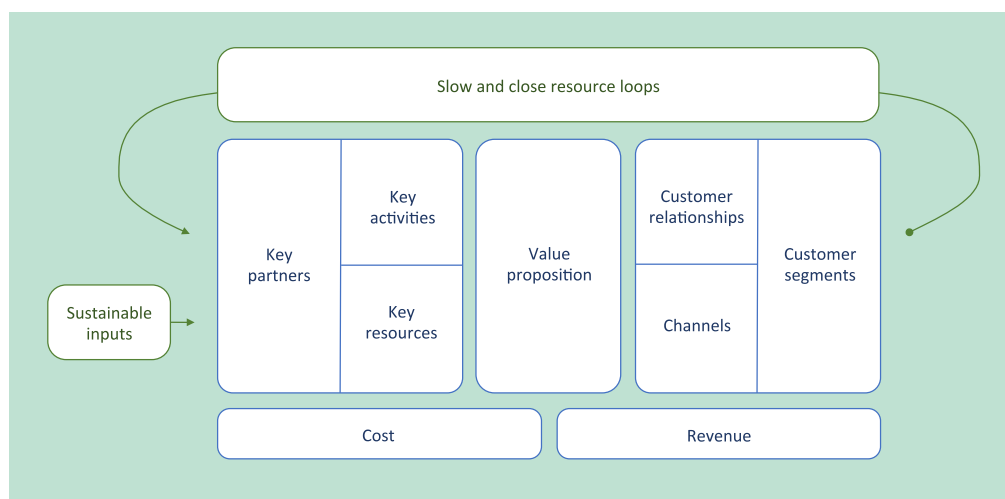 Slow and close resource loops
Key
partners
Key
activities
Key
resources
Value
proposition
Customer
relationships
Channels
Customer
segments
Sustainable
inputs
Cost
Revenue